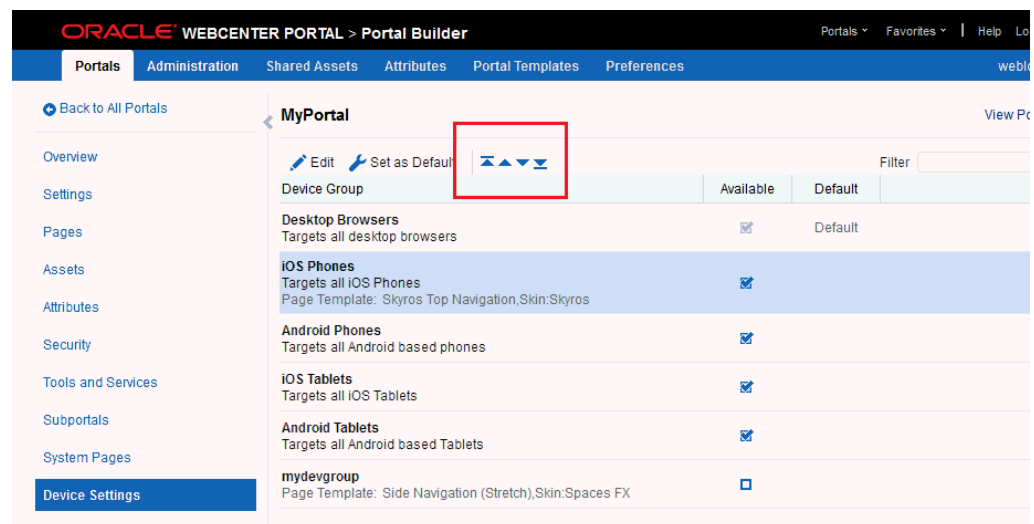 ORACLE WEBCENTER PORTAL > Portal Builder
Portals Favorites Help
Portals Administration Shared Assets Attributes Portal Templates Preferences
Back to All Portals
Overview
Settings
Pages
Assets
Attributes
Security
Tools and Services
Subportals
System Pages
Device Settings
MyPortal View
Edit Set as Default Filter
Device Group Available Default
Desktop Browsers
Targets all desktop browsers Default
iOS Phones
Targets all iOS Phones
Page Template: Skyros Top Navigation,Skin:Skyros
Android Phones
Targets all Android based phones
iOS Tablets
Targets all iOS Tablets
Android Tablets
Targets all Android based Tablets
mydevgroup
Page Template: Side Navigation (Stretch),Skin:Spaces FX